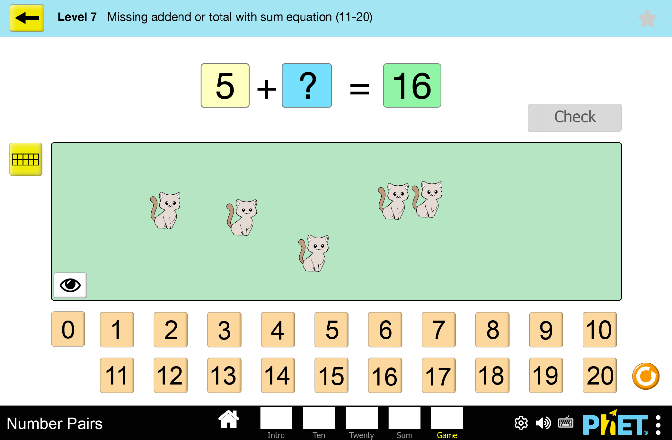 Level 7 Missing addend or total with sum equation (11-20)
5 + ? = 16
Check
0 1 2 3 4 5 6 7 8 9 10
11 12 13 14 15 16 17 18 19 20
Number Pairs
Intro Ten Twenty Sum Game
PhET